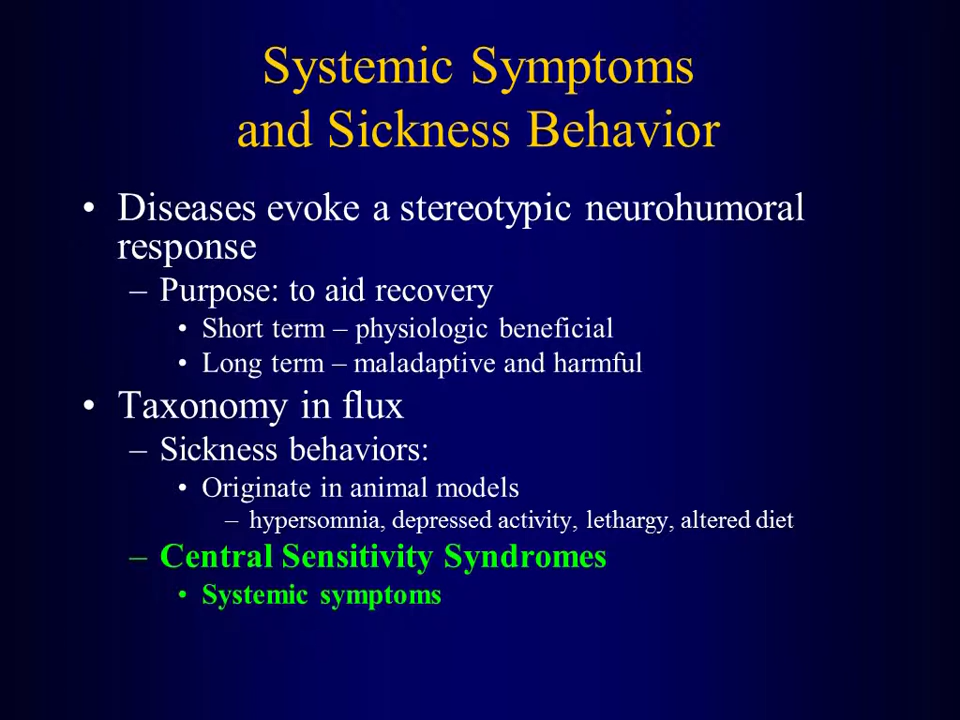 Systemic Symptoms
and Sickness Behavior
• Diseases evoke a stereotypic neurohumoral
response
– Purpose: to aid recovery
• Short term – physiologic beneficial
• Long term – maladaptive and harmful
• Taxonomy in flux
– Sickness behaviors:
• Originate in animal models
– hypersomnia, depressed activity, lethargy, altered diet
– Central Sensitivity Syndromes
• Systemic symptoms